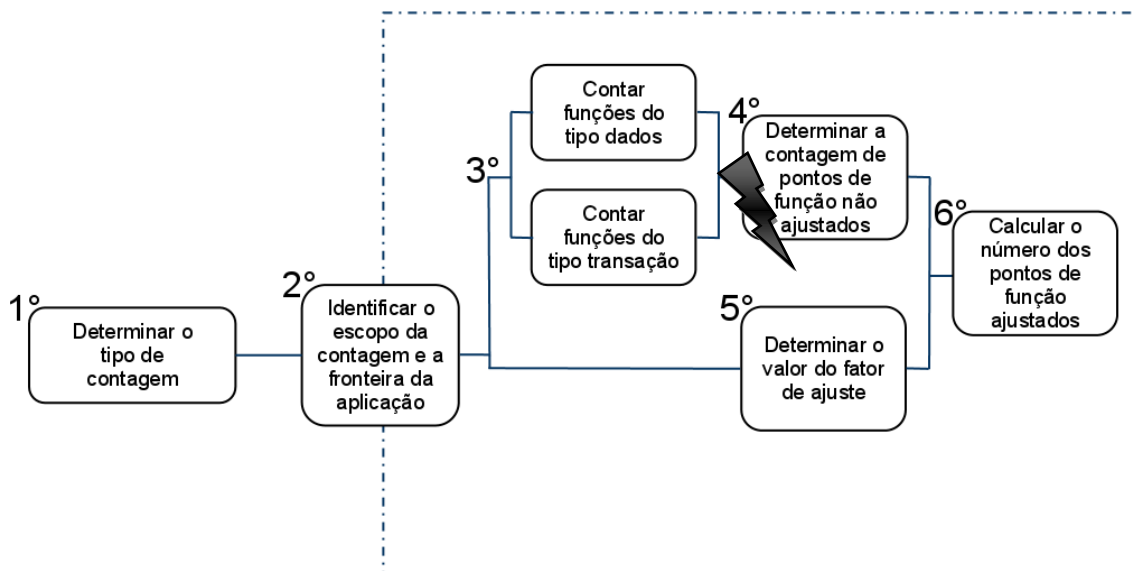 1°
Determinar o
tipo de
contagem
2°
Identificar o
escopo da
contagem e a
fronteira da
aplicação
3°
Contar
funções do
tipo dados
Contar
funções do
tipo transação
4°
Determinar a
contagem de
pontos de
função não
ajustados
5°
Determinar o
valor do fator
de ajuste
6°
Calcular o
número dos
pontos de
função
ajustados